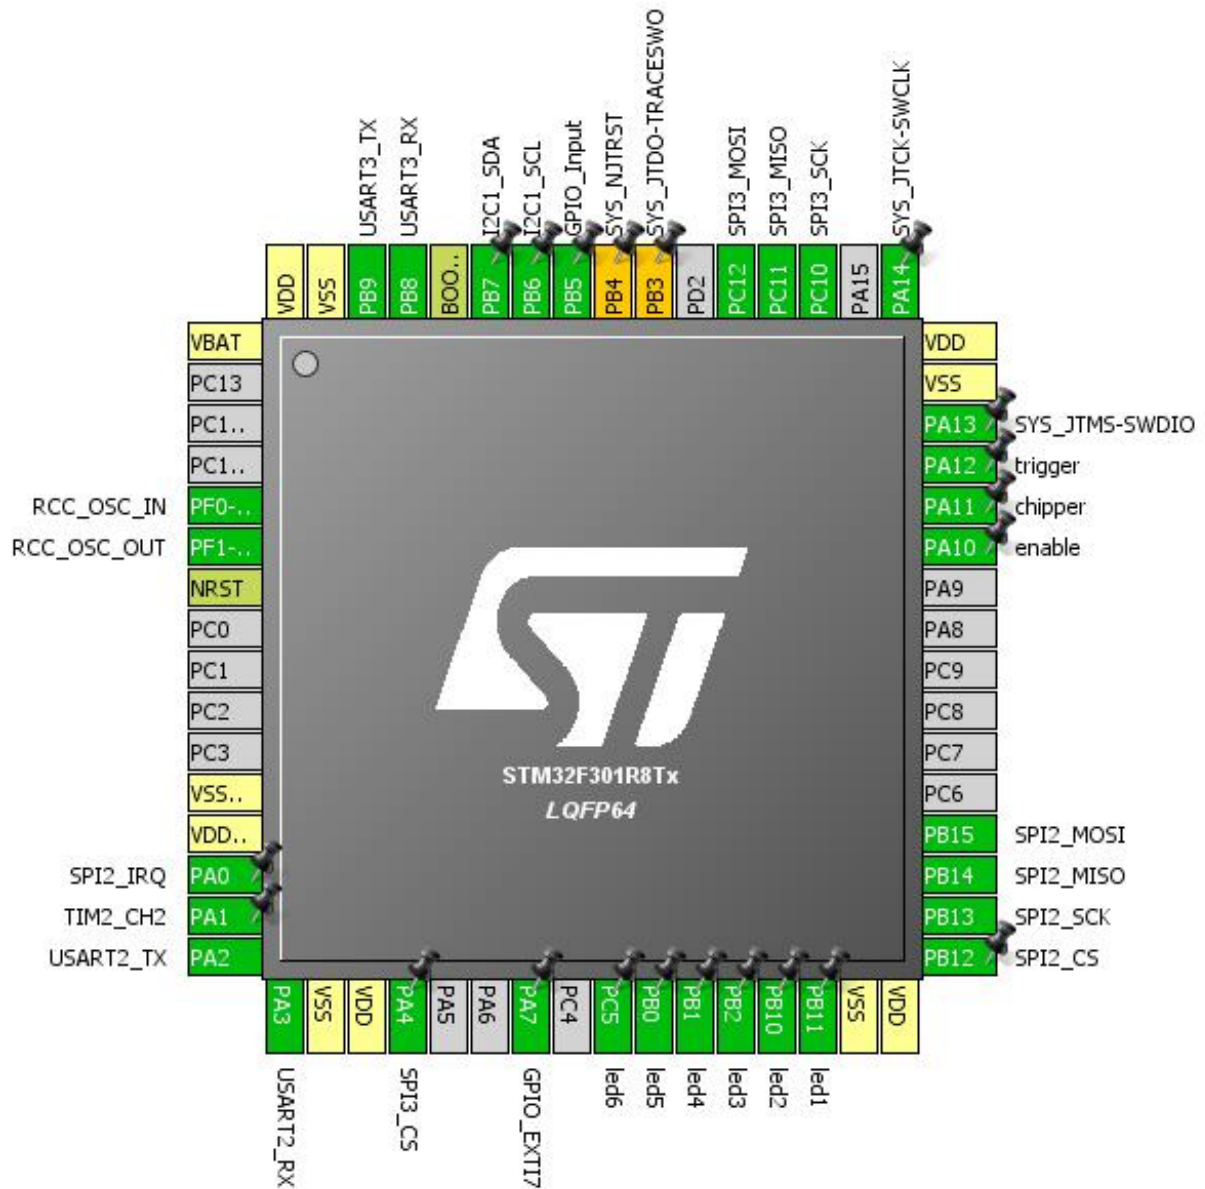 USART3_TX
USART3_RX
I2C1_SDA
I2C1_SCL
GPIO_Input
SYS_NJTRST
SYS_JTDO-TRACESWO
SPI3_MOSI
SPI3_MISO
SPI3_SCK
SYS_JTCK-SWCLK
VDD
VSS
PB9
PB8
BOO..
PB7
PB6
PB5
PB4
PB3
PD2
PC12
PC11
PC10
PA15
PA14
VBAT
PC13
PC1..
PC1..
RCC_OSC_IN PF0-..
RCC_OSC_OUT PF1-..
NRST
PC0
PC1
PC2
PC3
VSS..
VDD..
SPI2_IRQ PA0
TIM2_CH2 PA1
USART2_TX PA2
STM32F301R8Tx
LQFP64
VDD
VSS
PA13 SYS_JTMS-SWDIO
PA12 trigger
PA11 chipper
PA10 enable
PA9
PA8
PC9
PC8
PC7
PC6
PB15 SPI2_MOSI
PB14 SPI2_MISO
PB13 SPI2_SCK
PB12 SPI2_CS
PA3
VSS
VDD
PA4
PA5
PA6
PA7
PC4
PC5
PB0
PB1
PB2
PB10
PB11
VSS
VDD
USART2_RX
SPI3_CS
GPIO_EXTI7
led6
led5
led4
led3
led2
led1